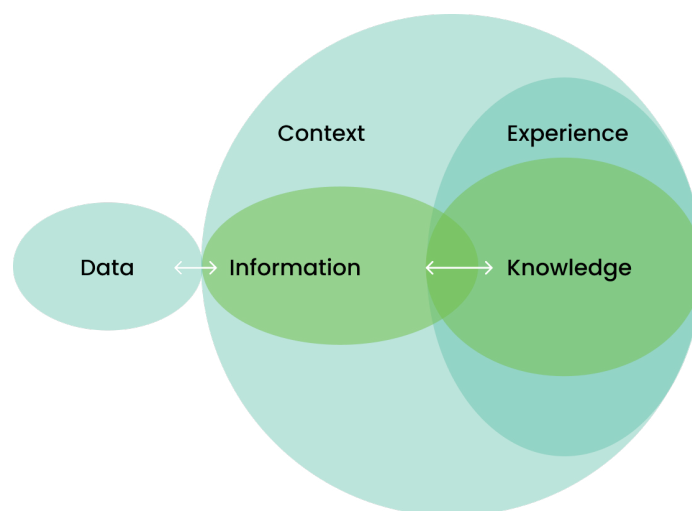 Context
Experience
Data
Information
Knowledge